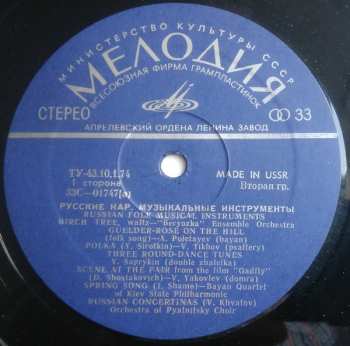 МИНИСТЕРСТВО КУЛЬТУРЫ СССР
МЕЛОДИЯ
ВСЕСОЮЗНАЯ ФИРМА ГРАМПЛАСТИНОК
СТЕРЕО
33
АПРЕЛЕВСКИЙ ОРДЕНА ЛЕНИНА ЗАВОД
ТУ-43.10.1.74
MADE IN USSR
1 сторона
Вторая гр.
33С—01747(а)
РУССКИЕ НАР. МУЗЫКАЛЬНЫЕ ИНСТРУМЕНТЫ
RUSSIAN FOLK MUSICAL INSTRUMENTS
BIRCH TREE, waltz—"Beryozka" Ensemble Orchestra
GUELDER-ROSE ON THE HILL
(folk song)—A. Poletayev (bayan)
POLKA (Y. Sirotkin)—V. Tikhov (psaltery)
THREE ROUND-DANCE TUNES
V. Saprykin (double zhaleika)
SCENE AT THE FAIR from the film "Gadfly"
(D. Shostakovich)—V. Yakovlev (domra)
SPRING SONG (I. Shamo)—Bayan Quartet
of Kiev State Philharmonic
RUSSIAN CONCERTINAS (V. Khvatov)
Orchestra of Pyatnitsky Choir